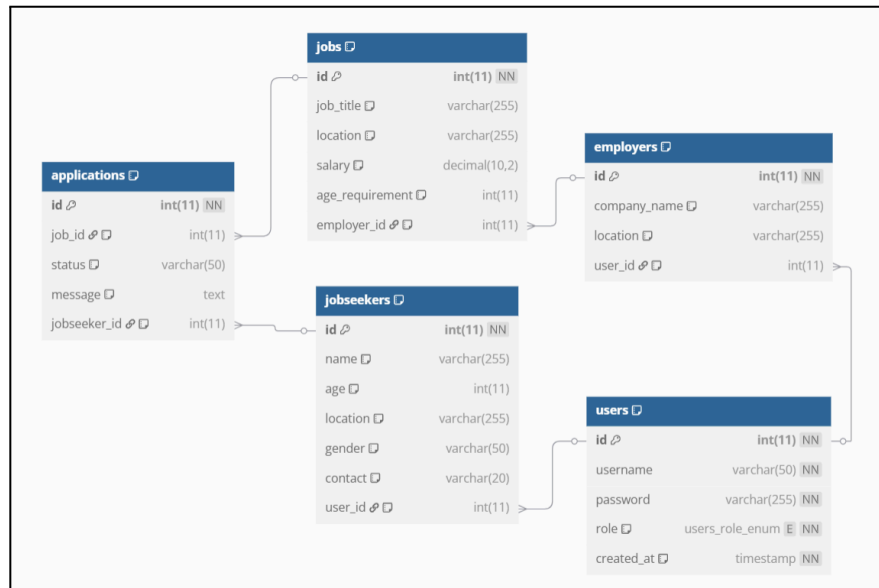 jobs
id int(11) NN
job_title varchar(255)
location varchar(255)
salary decimal(10,2)
age_requirement int(11)
employer_id int(11)
employers
id int(11) NN
company_name varchar(255)
location varchar(255)
user_id int(11)
applications
id int(11) NN
job_id int(11)
status varchar(50)
message text
jobseeker_id int(11)
jobseekers
id int(11) NN
name varchar(255)
age int(11)
location varchar(255)
gender varchar(50)
contact varchar(20)
user_id int(11)
users
id int(11) NN
username varchar(50) NN
password varchar(255) NN
role users_role_enum E NN
created_at timestamp NN